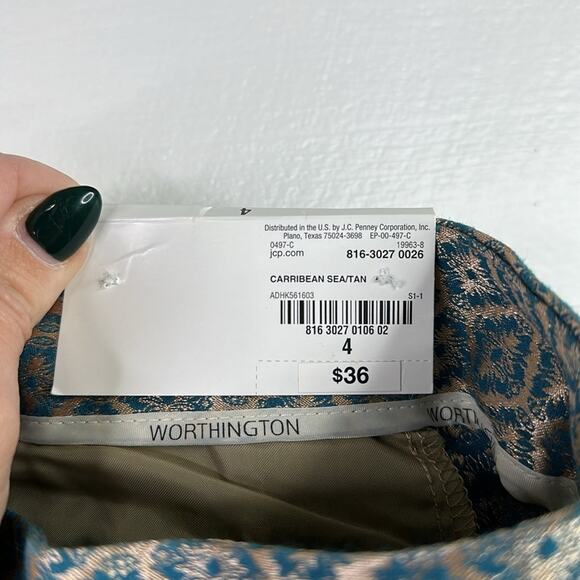 4
Distributed in the U.S. by J.C. Penney Corporation, Inc.
Plano, Texas 75024-3698 EP-00-497-C
0497-C 19963-8
jcp.com 816-3027 0026
CARRIBEAN SEA/TAN
ADHK561603 S1-1
816 3027 0106 02
4
$36
WORTHINGTON
WORTH